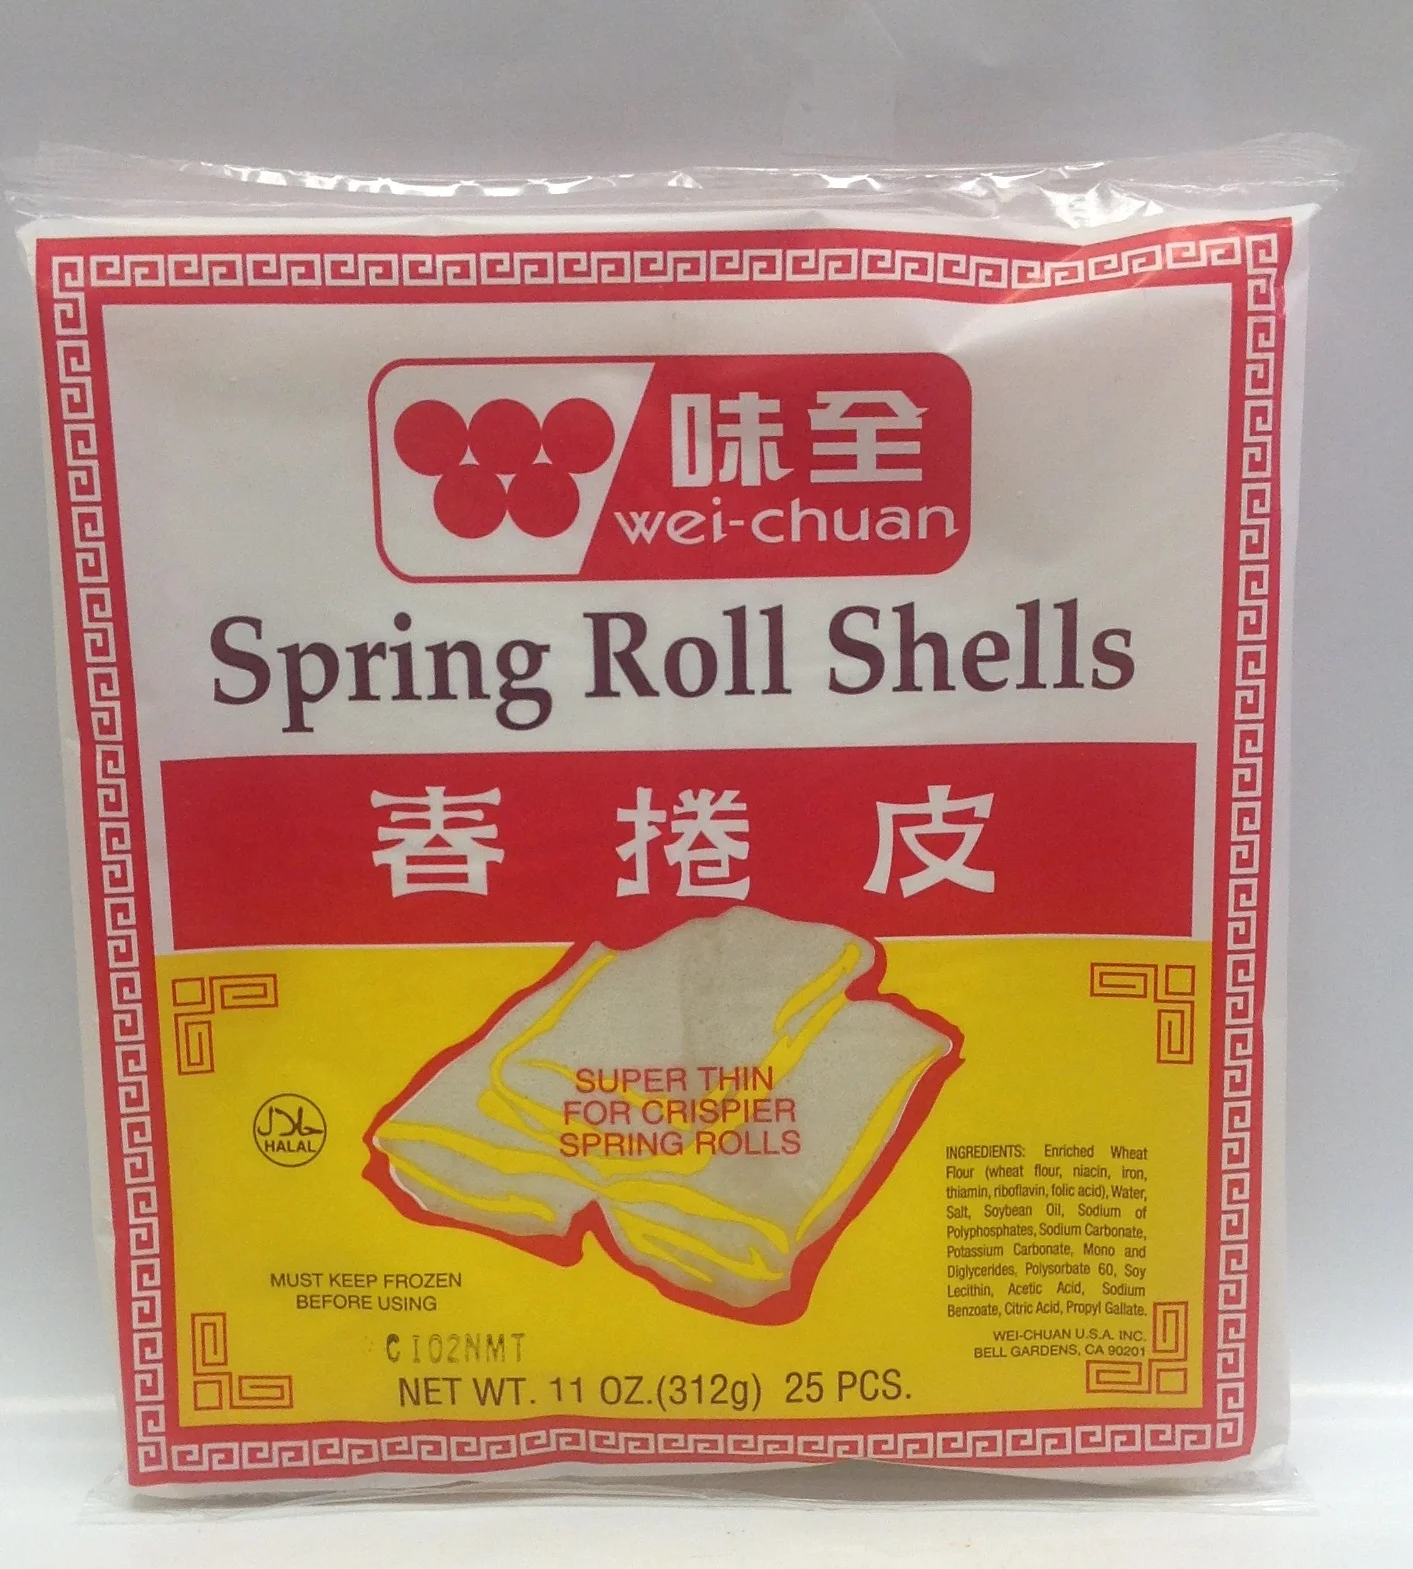 味全
wei-chuan
Spring Roll Shells
春捲皮
SUPER THIN
FOR CRISPIER
SPRING ROLLS
حلال
HALAL
INGREDIENTS: Enriched Wheat
Flour (wheat flour, niacin, iron,
thiamin, riboflavin, folic acid), Water,
Salt, Soybean Oil, Sodium of
Polyphosphates, Sodium Carbonate,
Potassium Carbonate, Mono and
Diglycerides, Polysorbate 60, Soy
Lecithin, Acetic Acid, Sodium
Benzoate, Citric Acid, Propyl Gallate.
WEI-CHUAN U.S.A. INC.
BELL GARDENS, CA 90201
MUST KEEP FROZEN
BEFORE USING
CI02NMT
NET WT. 11 OZ.(312g) 25 PCS.